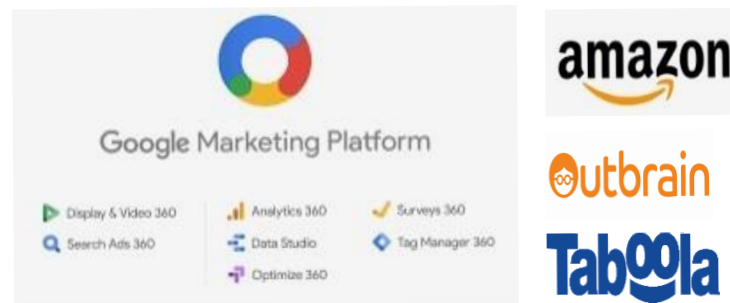 Google Marketing Platform
Display & Video 360
Search Ads 360
Analytics 360
Data Studio
Optimize 360
Surveys 360
Tag Manager 360
amazon
Outbrain
Taboola